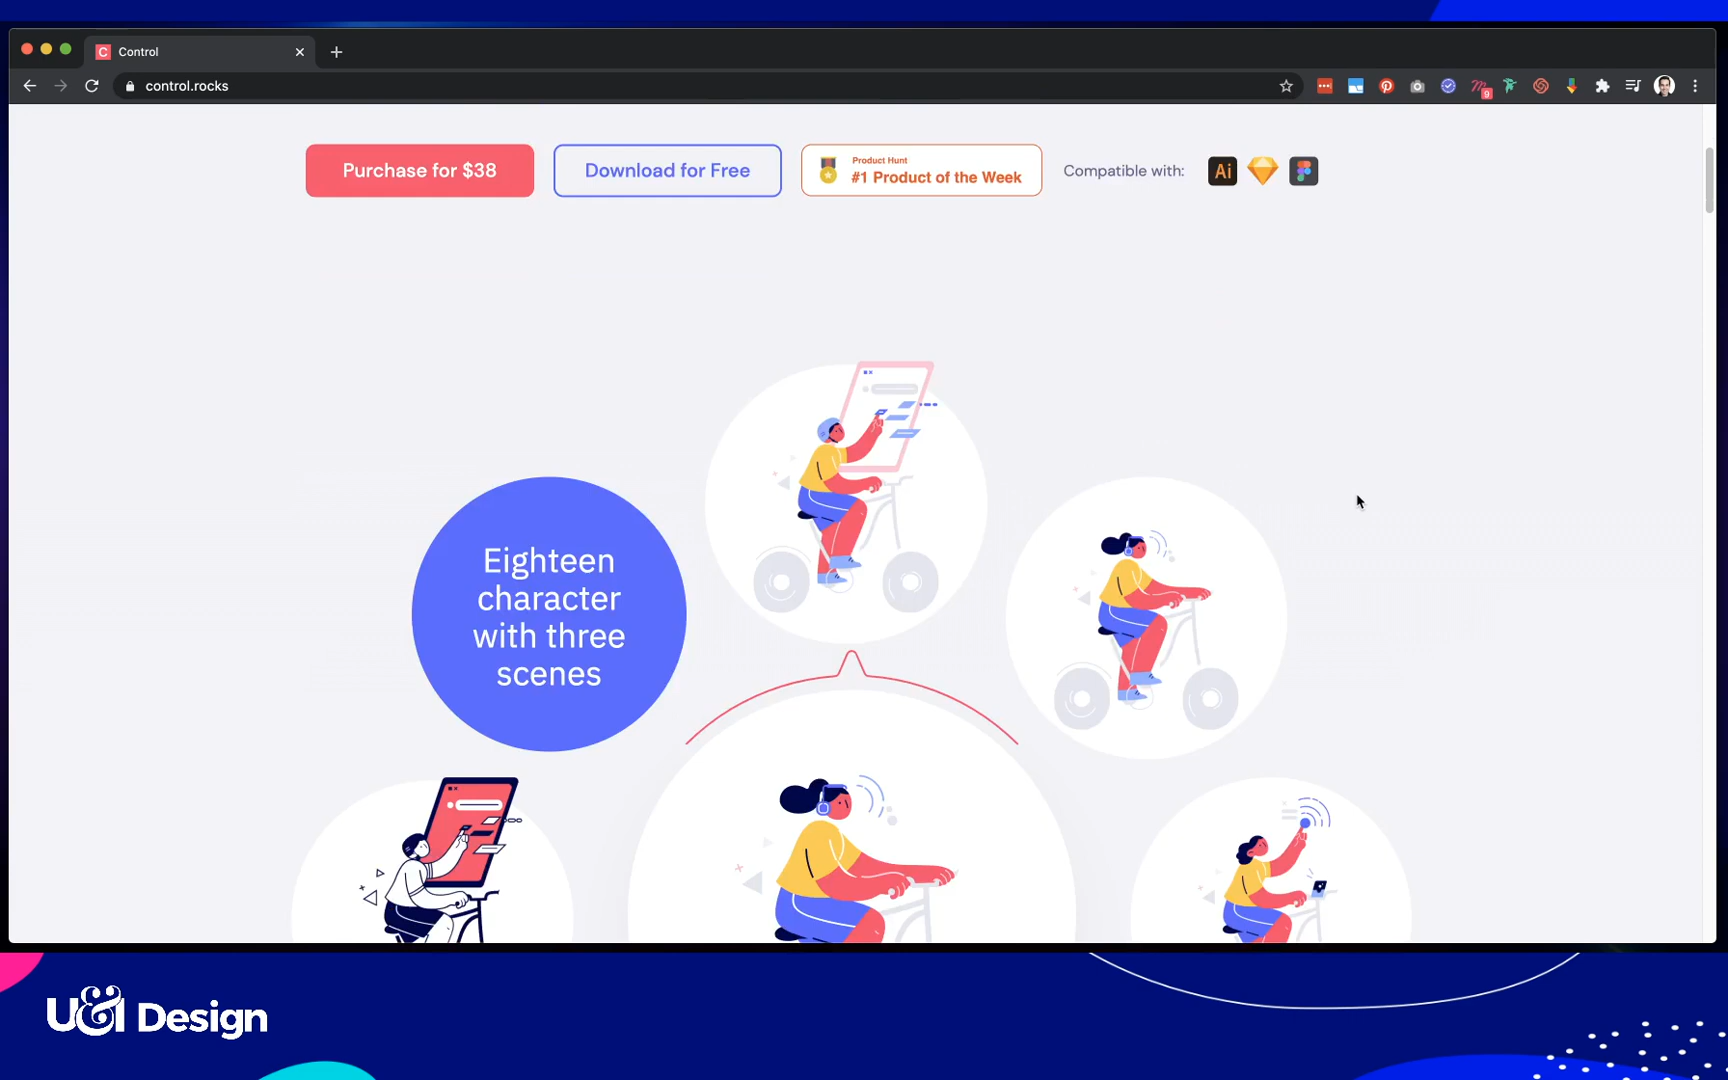 Control
control.rocks
9
Purchase for $38
Download for Free
Product Hunt
#1 Product of the Week
Compatible with:
Ai
Eighteen
character
with three
scenes
U&I Design